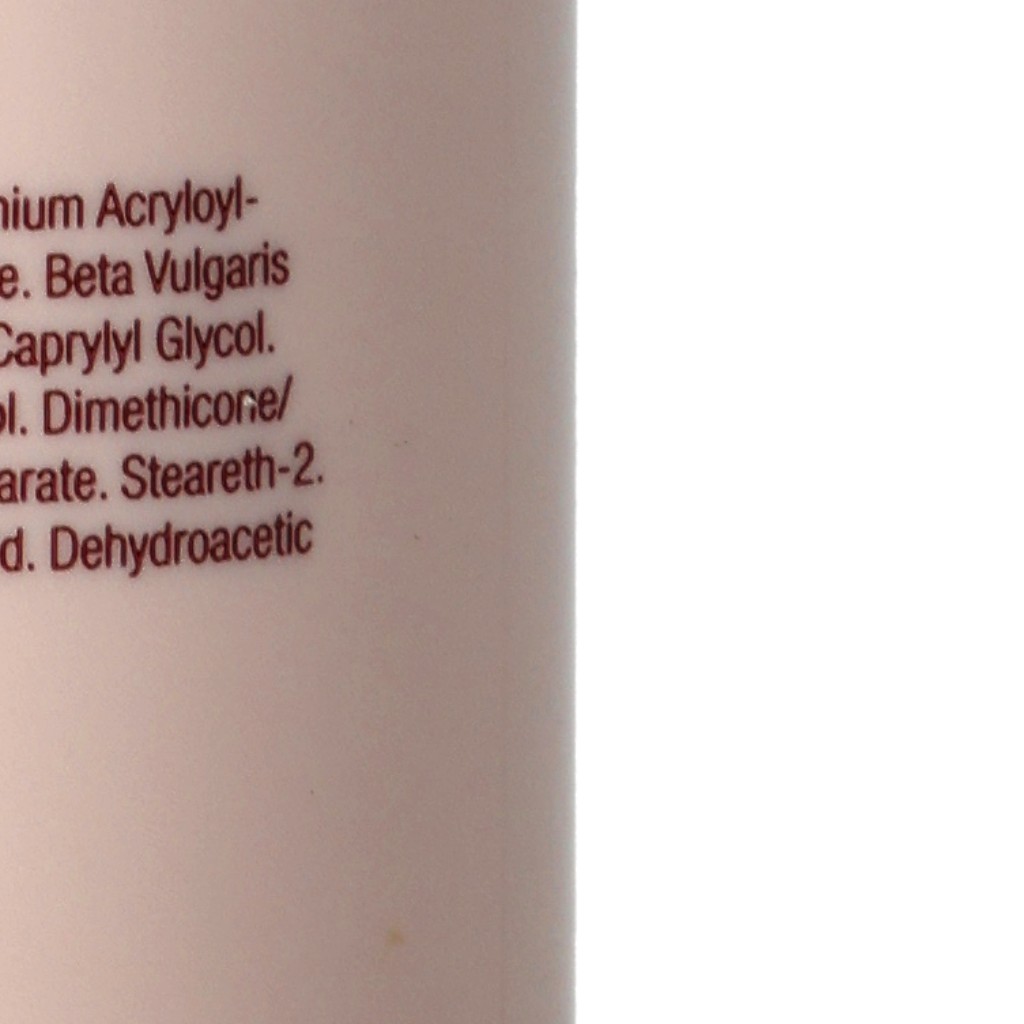 nium Acryloyl-
e. Beta Vulgaris
Caprylyl Glycol.
ol. Dimethicone/
arate. Steareth-2.
d. Dehydroacetic